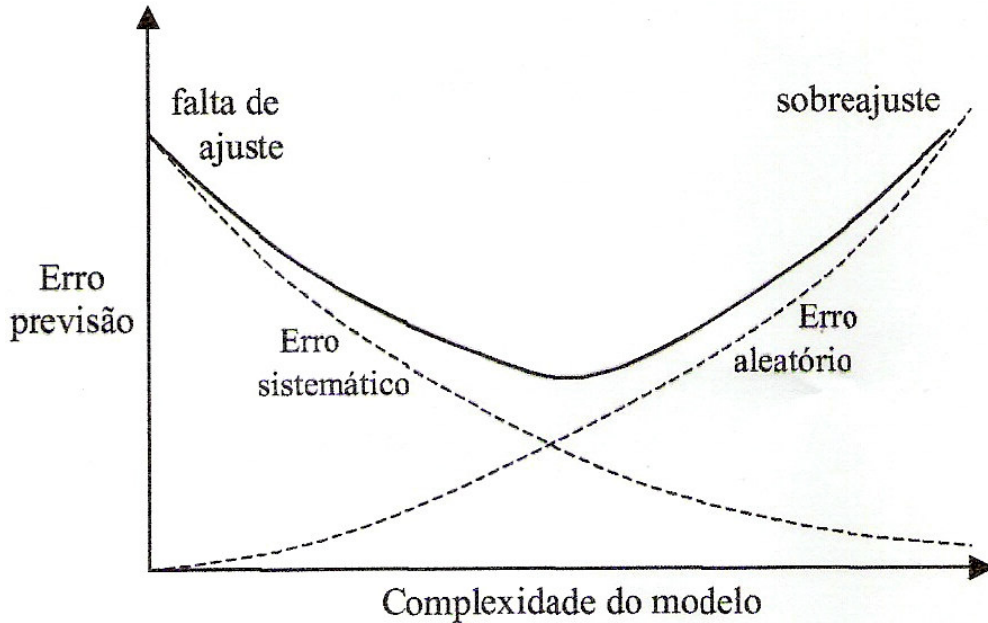 falta de
ajuste
sobreajuste
Erro
previsão
Erro
sistemático
Erro
aleatório
Complexidade do modelo